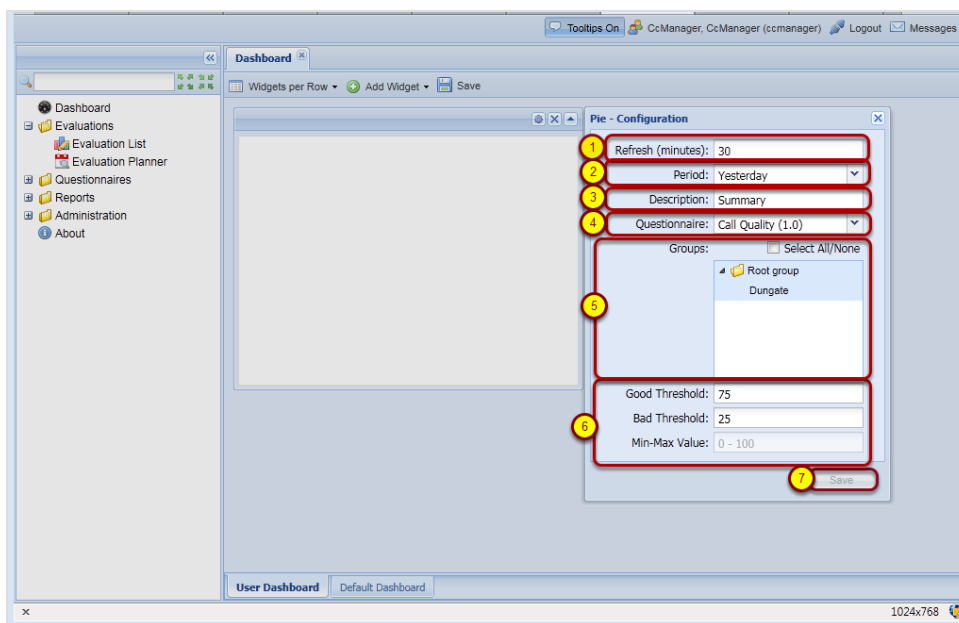 Tooltips On CcManager, CcManager (ccmanager) Logout Messages
Dashboard
Widgets per Row Add Widget Save
Dashboard
Evaluations
Evaluation List
Evaluation Planner
Questionnaires
Reports
Administration
About
Pie - Configuration
1 Refresh (minutes): 30
2 Period: Yesterday
3 Description: Summary
4 Questionnaire: Call Quality (1.0)
Groups: Select All/None
Root group
Dungate
5
Good Threshold: 75
Bad Threshold: 25
6
Min-Max Value: 0 - 100
7 Save
User Dashboard Default Dashboard
x 1024x768